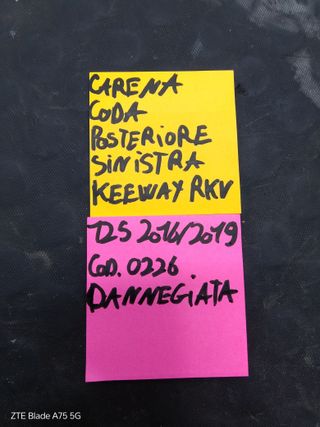 CARENA
CODA
POSTERIORE
SINISTRA
KEEWAY RKV
125 2016/2019
COD. 0226
DANNEGIATA
ZTE Blade A75 5G